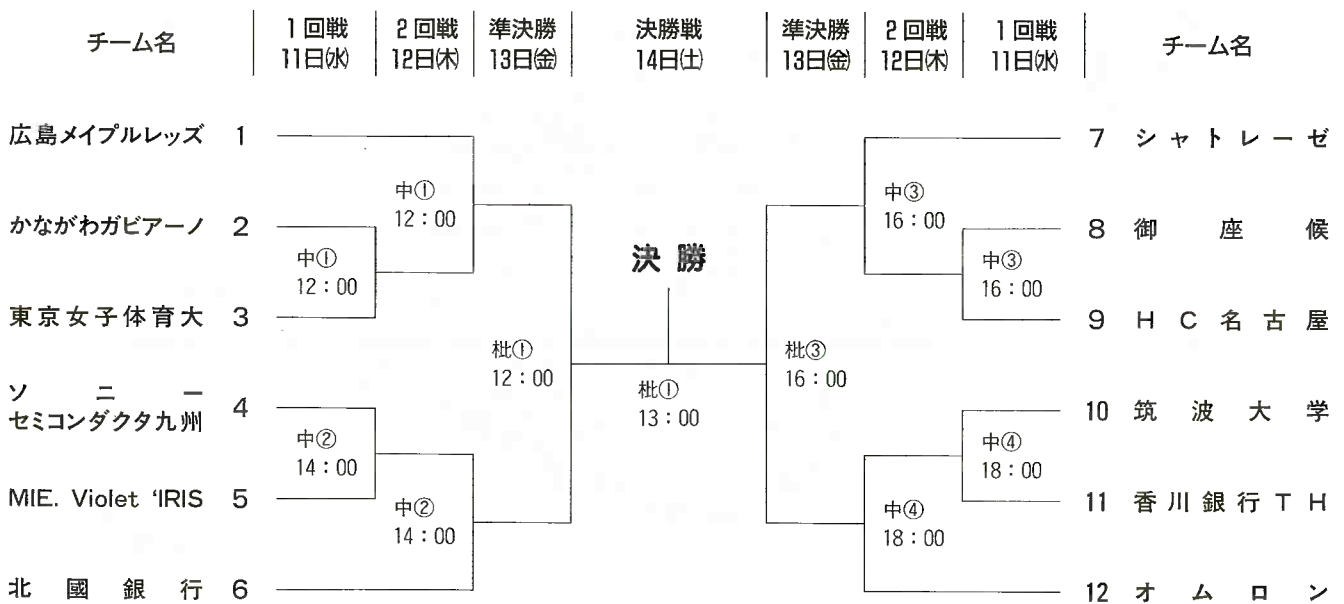 チーム名 1回戦 2回戦 準決勝 決勝戦 準決勝 2回戦 1回戦 チーム名
11日(水) 12日(木) 13日(金) 14日(土) 13日(金) 12日(木) 11日(水)
広島メイプルレッズ 1
かながわガビアーノ 2
東京女子体育大 3
ソニー
セミコンダクタ九州 4
MIE. Violet 'IRIS 5
北國銀行 6
中①
12:00
中①
12:00
中②
14:00
中②
14:00
枇①
12:00
決勝
枇①
13:00
枇③
16:00
中③
16:00
中③
16:00
中④
18:00
中④
18:00
7 シャトレーゼ
8 御座候
9 HC名古屋
10 筑波大学
11 香川銀行TH
12 オムロン